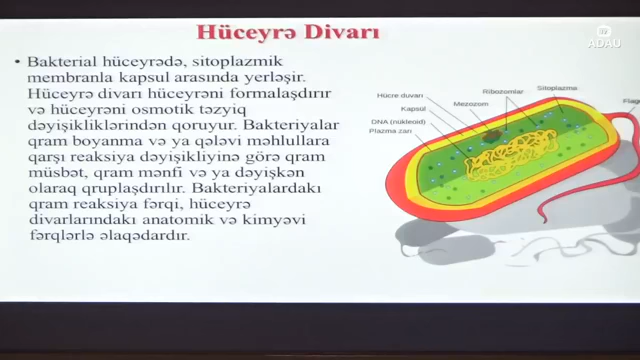 Hüceyrə Divarı
ADAU
• Bakterial hüceyrədə, sitoplazmik
membranla kapsul arasında yerləşir.
Hüceyrə divarı hüceyrəni formalaşdırır
və hüceyrəni osmotik təzyiq
dəyişikliklərindən qoruyur. Bakteriyalar
qram boyanma və ya qələvi məhlullara
qarşı reaksiya dəyişikliyinə görə qram
müsbət, qram mənfi və ya dəyişkən
olaraq qruplaşdırılır. Bakteriyalardakı
qram reaksiya fərqi, hüceyrə
divarlarındakı anatomik və kimyəvi
fərqlərlə əlaqədardır.
Hücre duvarı
Kapsül
DNA (nükleoid)
Plazma zarı
Mezozom
Ribozomlar
Sitoplazma